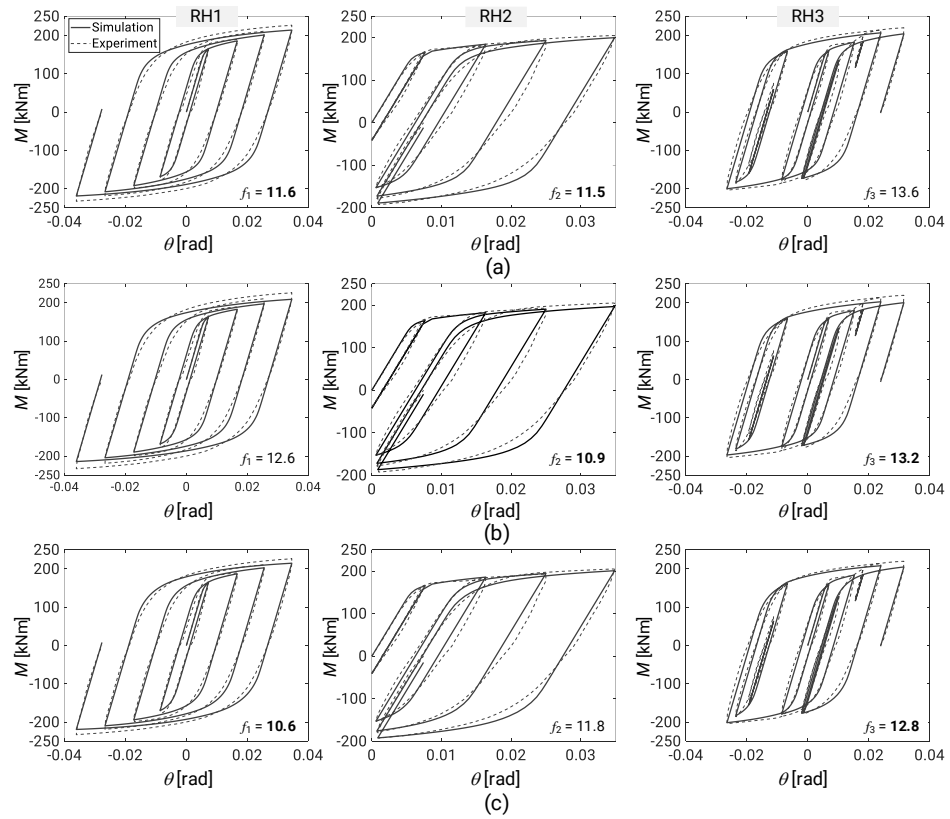 RH1 RH2 RH3
Simulation
Experiment
250 250 250
200 200 200
100 100 100
0 0 0
-100 -100 -100
-200 -200
-250 -200 -250
M [kNm] M [kNm] M [kNm]
f1 = 11.6 f2 = 11.5 f3 = 13.6
-0.04 -0.02 0 0.02 0.04 0 0.01 0.02 0.03 -0.04 -0.02 0 0.02 0.04
θ [rad] θ [rad] θ [rad]
(a)
250 250 250
200 200 200
100 100 100
0 0 0
-100 -100 -100
-200 -200
-250 -200 -250
M [kNm] M [kNm] M [kNm]
f1 = 12.6 f2 = 10.9 f3 = 13.2
-0.04 -0.02 0 0.02 0.04 0 0.01 0.02 0.03 -0.04 -0.02 0 0.02 0.04
θ [rad] θ [rad] θ [rad]
(b)
250 250 250
200 200 200
100 100 100
0 0 0
-100 -100 -100
-200 -200
-250 200 -250
M [kNm] M [kNm] M [kNm]
f1 = 10.6 f2 = 11.8 f3 = 12.8
-0.04 -0.02 0 0.02 0.04 0 0.01 0.02 0.03 -0.04 -0.02 0 0.02 0.04
θ [rad] θ [rad] θ [rad]
(c)